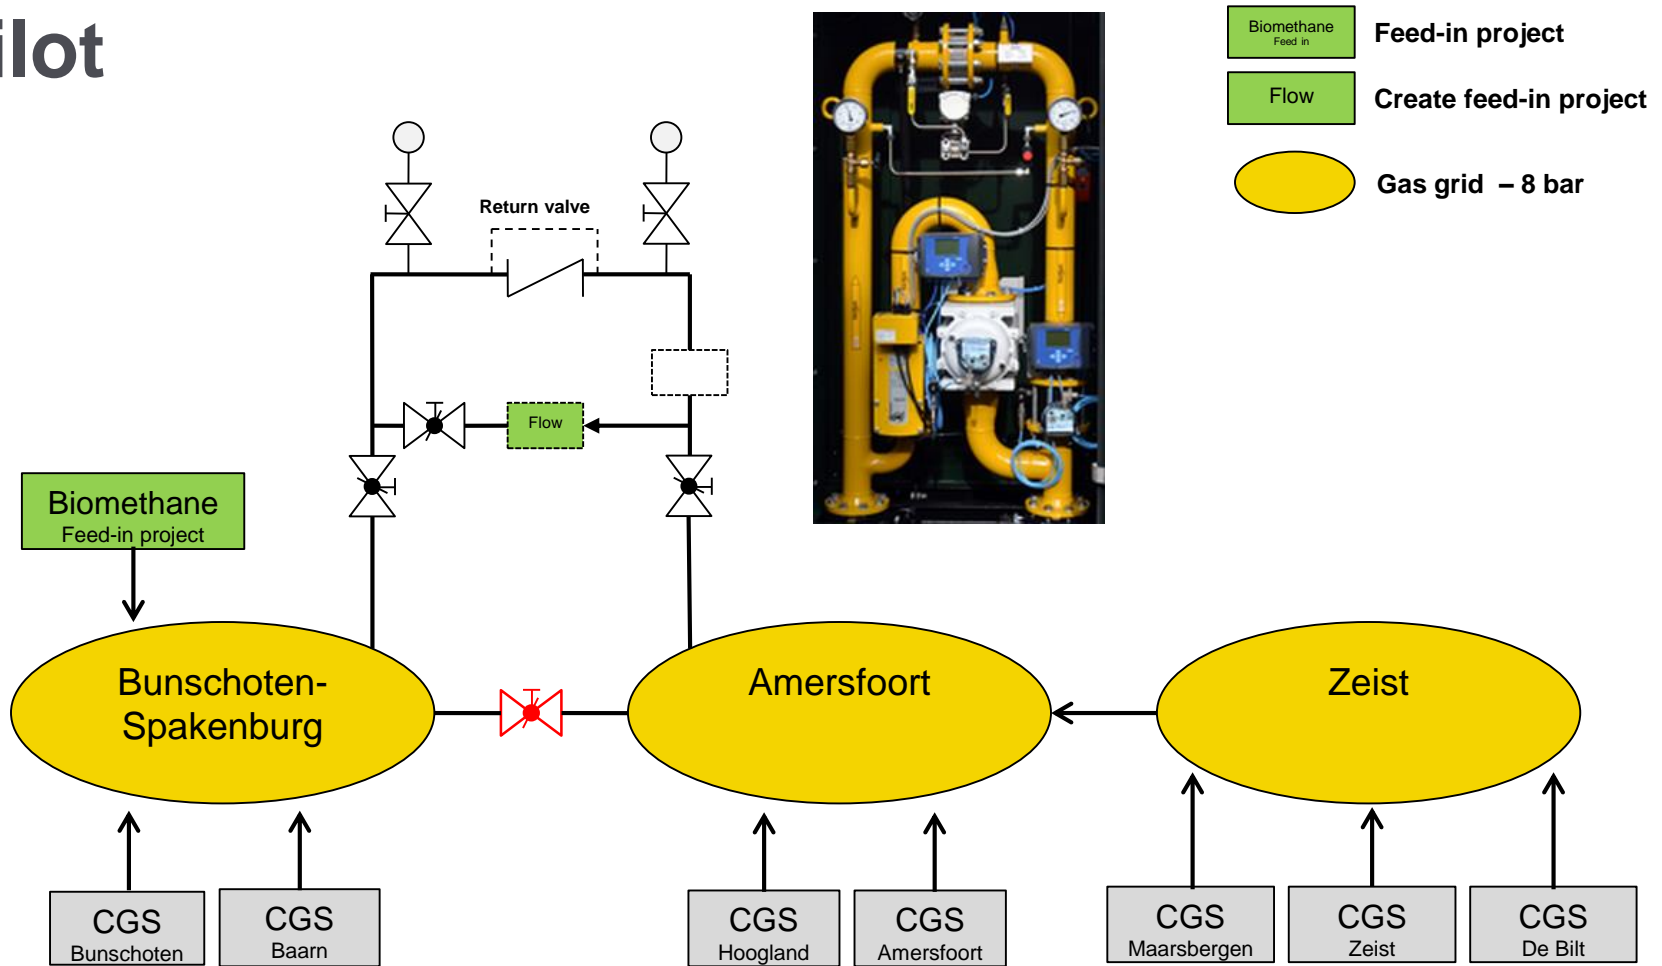 ilot
Biomethane
Feed in
Feed-in project
Flow
Create feed-in project
Gas grid – 8 bar
Return valve
Flow
Biomethane
Feed-in project
Bunschoten-
Spakenburg
Amersfoort
Zeist
CGS
Bunschoten
CGS
Baarn
CGS
Hoogland
CGS
Amersfoort
CGS
Maarsbergen
CGS
Zeist
CGS
De Bilt